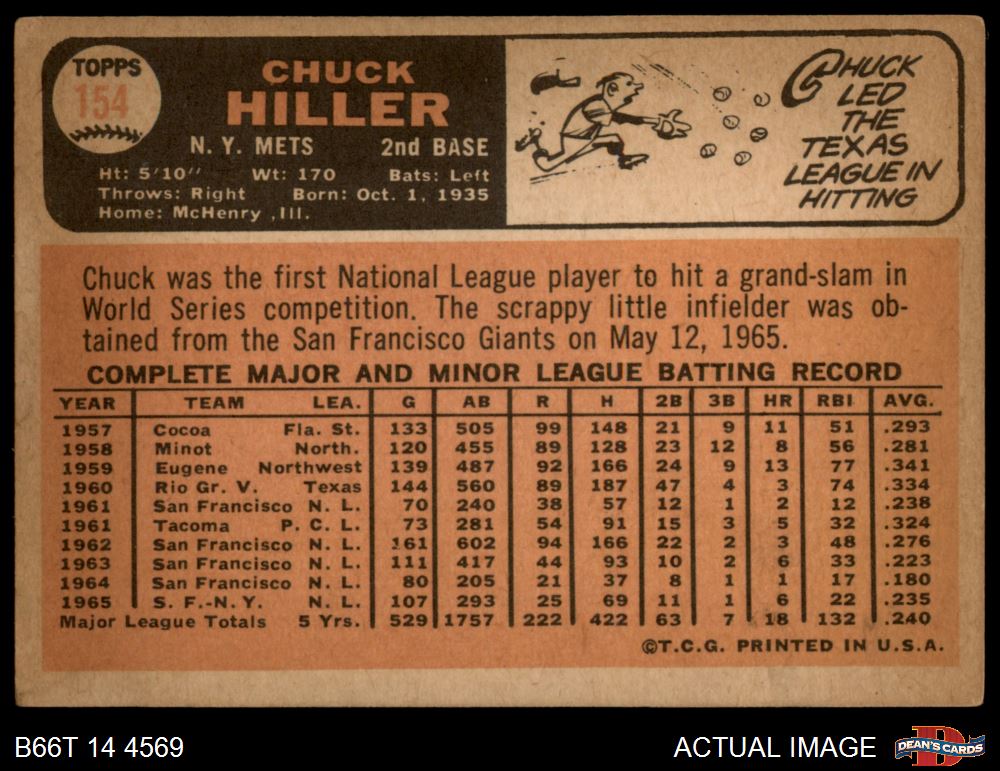 TOPPS
154
CHUCK
HILLER
N. Y. METS 2nd BASE
Ht: 5'10" Wt: 170 Bats: Left
Throws: Right Born: Oct. 1, 1935
Home: McHenry ,Ill.
CHUCK
LED
THE
TEXAS
LEAGUE IN
HITTING
Chuck was the first National League player to hit a grand-slam in
World Series competition. The scrappy little infielder was ob-
tained from the San Francisco Giants on May 12, 1965.
COMPLETE MAJOR AND MINOR LEAGUE BATTING RECORD
YEAR TEAM LEA. G AB R H 2B 3B HR RBI AVG.
1957 Cocoa Fla. St. 133 505 99 148 21 9 11 51 .293
1958 Minot North. 120 455 89 128 23 12 8 56 .281
1959 Eugene Northwest 139 487 92 166 24 9 13 77 .341
1960 Rio Gr. V. Texas 144 560 89 187 47 4 3 74 .334
1961 San Francisco N. L. 70 240 38 57 12 1 2 12 .238
1961 Tacoma P. C. L. 73 281 54 91 15 3 5 32 .324
1962 San Francisco N. L. 161 602 94 166 22 2 3 48 .276
1963 San Francisco N. L. 111 417 44 93 10 2 6 33 .223
1964 San Francisco N. L. 80 205 21 37 8 1 1 17 .180
1965 S. F.-N. Y. N. L. 107 293 25 69 11 1 6 22 .235
Major League Totals 5 Yrs. 529 1757 222 422 63 7 18 132 .240
©T.C.G. PRINTED IN U.S.A.
B66T 14 4569 ACTUAL IMAGE DEAN'S CARDS